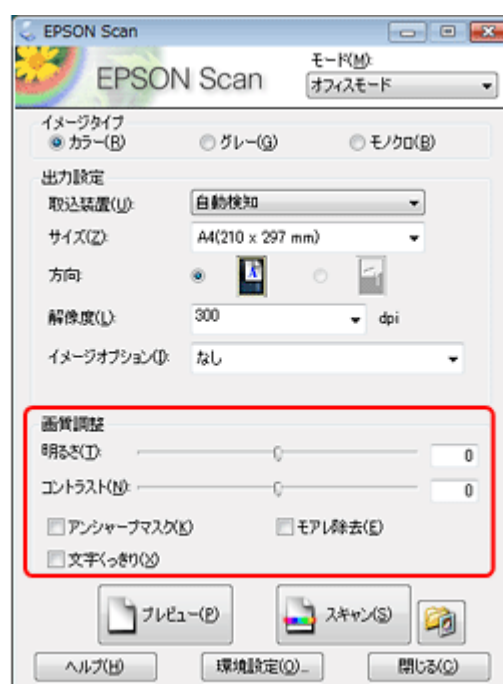 EPSON Scan
EPSON Scan
モード(M):
オフィスモード
イメージタイプ
カラー(R)
グレー(G)
モノクロ(B)
出力設定
取込装置(U):
自動検知
サイズ(Z):
A4(210 x 297 mm)
方向:
解像度(L):
300
dpi
イメージオプション(I):
なし
画質調整
明るさ(T):
0
コントラスト(N):
0
アンシャープマスク(K)
モアレ除去(E)
文字くっきり(X)
プレビュー(P)
スキャン(S)
ヘルプ(H)
環境設定(O)...
閉じる(C)